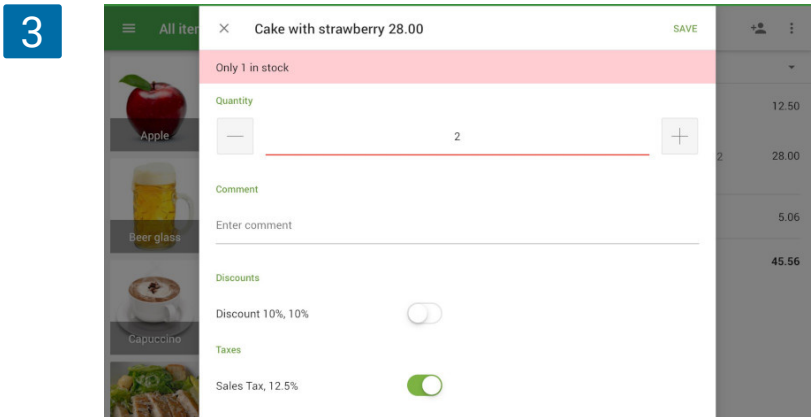 3
All iter
Cake with strawberry 28.00
SAVE
Only 1 in stock
Quantity
12.50
Apple
2
2
28.00
Comment
5.06
Enter comment
Beer glass
45.56
Discounts
Discount 10%, 10%
Capuccino
Taxes
Sales Tax, 12.5%